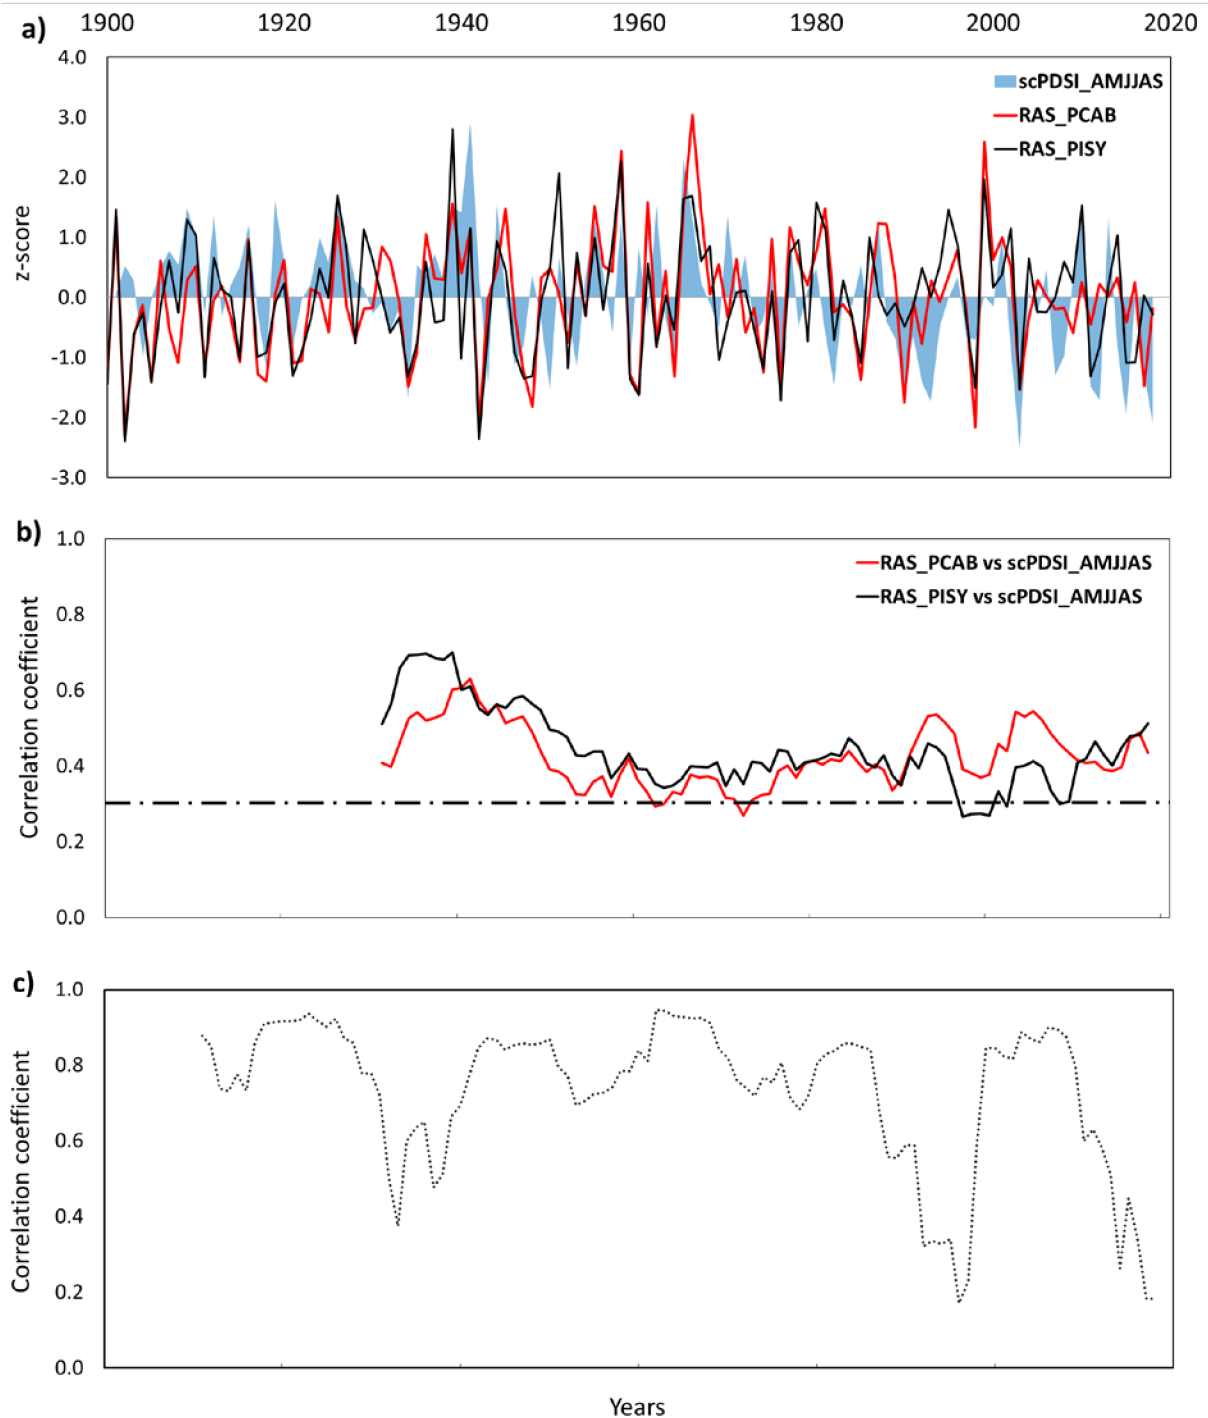 1900 1920 1940 1960 1980 2000 2020
a)
4.0
3.0
2.0
1.0
0.0
-1.0
-2.0
-3.0
z-score
scPDSI_AMJJAS
RAS_PCAB
RAS_PISY
b)
1.0
0.8
0.6
0.4
0.2
0.0
Correlation coefficient
RAS_PCAB vs scPDSI_AMJJAS
RAS_PISY vs scPDSI_AMJJAS
c)
1.0
0.8
0.6
0.4
0.2
0.0
Correlation coefficient
Years